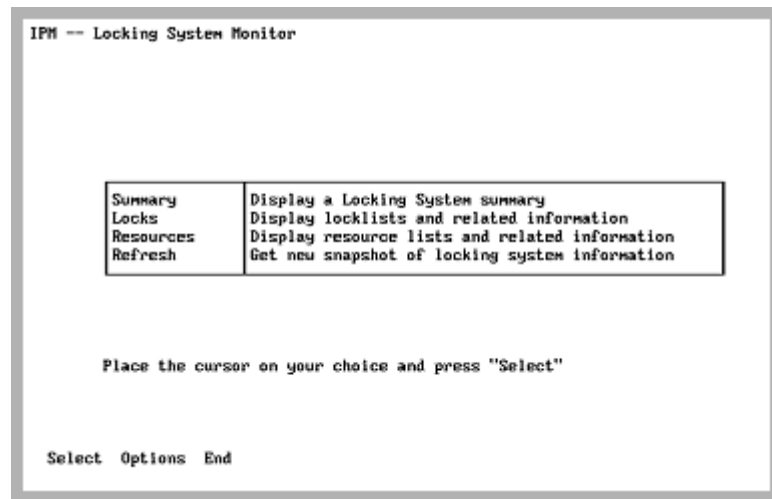 IPM -- Locking System Monitor
Summary Display a Locking System summary
Locks Display locklists and related information
Resources Display resource lists and related information
Refresh Get new snapshot of locking system information
Place the cursor on your choice and press "Select"
Select Options End